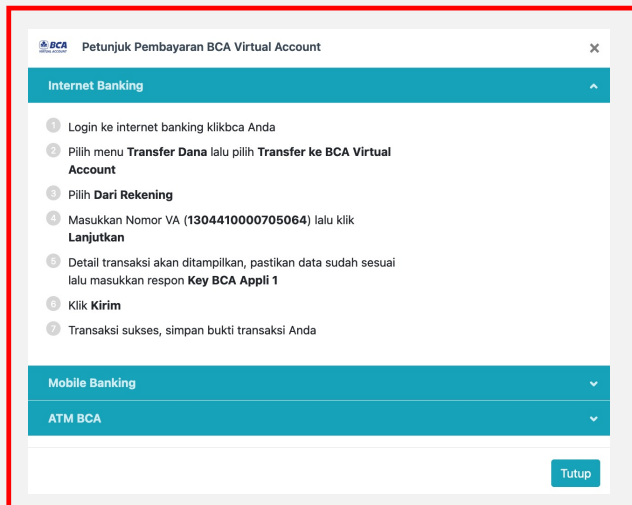 BCA
VIRTUAL ACCOUNT
Petunjuk Pembayaran BCA Virtual Account
Internet Banking
1 Login ke internet banking klikbca Anda
2 Pilih menu Transfer Dana lalu pilih Transfer ke BCA Virtual
Account
3 Pilih Dari Rekening
4 Masukkan Nomor VA (1304410000705064) lalu klik
Lanjutkan
5 Detail transaksi akan ditampilkan, pastikan data sudah sesuai
lalu masukkan respon Key BCA Appli 1
6 Klik Kirim
7 Transaksi sukses, simpan bukti transaksi Anda
Mobile Banking
ATM BCA
Tutup